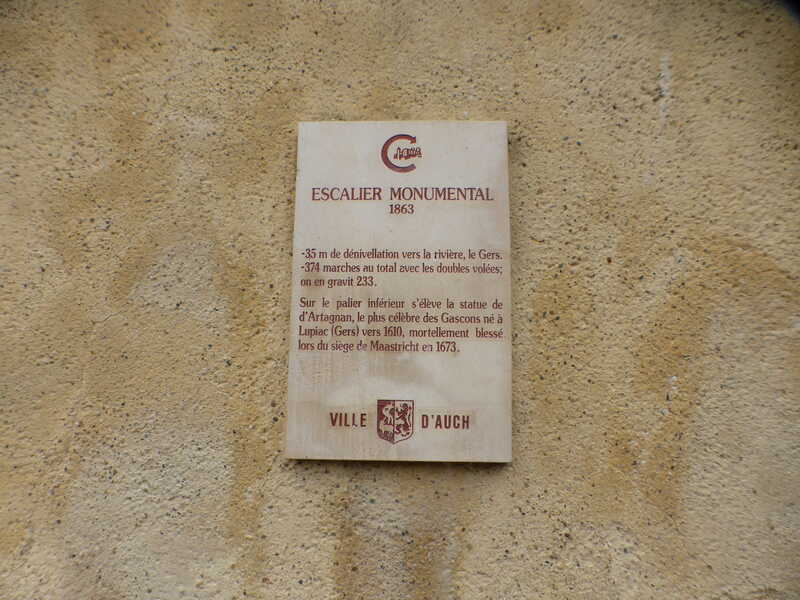 ESCALIER MONUMENTAL
1863
-35 m de dénivellation vers la rivière, le Gers.
-374 marches au total avec les doubles volées;
on en gravit 233.
Sur le palier inférieur s'élève la statue de
d'Artagnan, le plus célèbre des Gascons né à
Lupiac (Gers) vers 1610, mortellement blessé
lors du siège de Maastricht en 1673.
VILLE D'AUCH